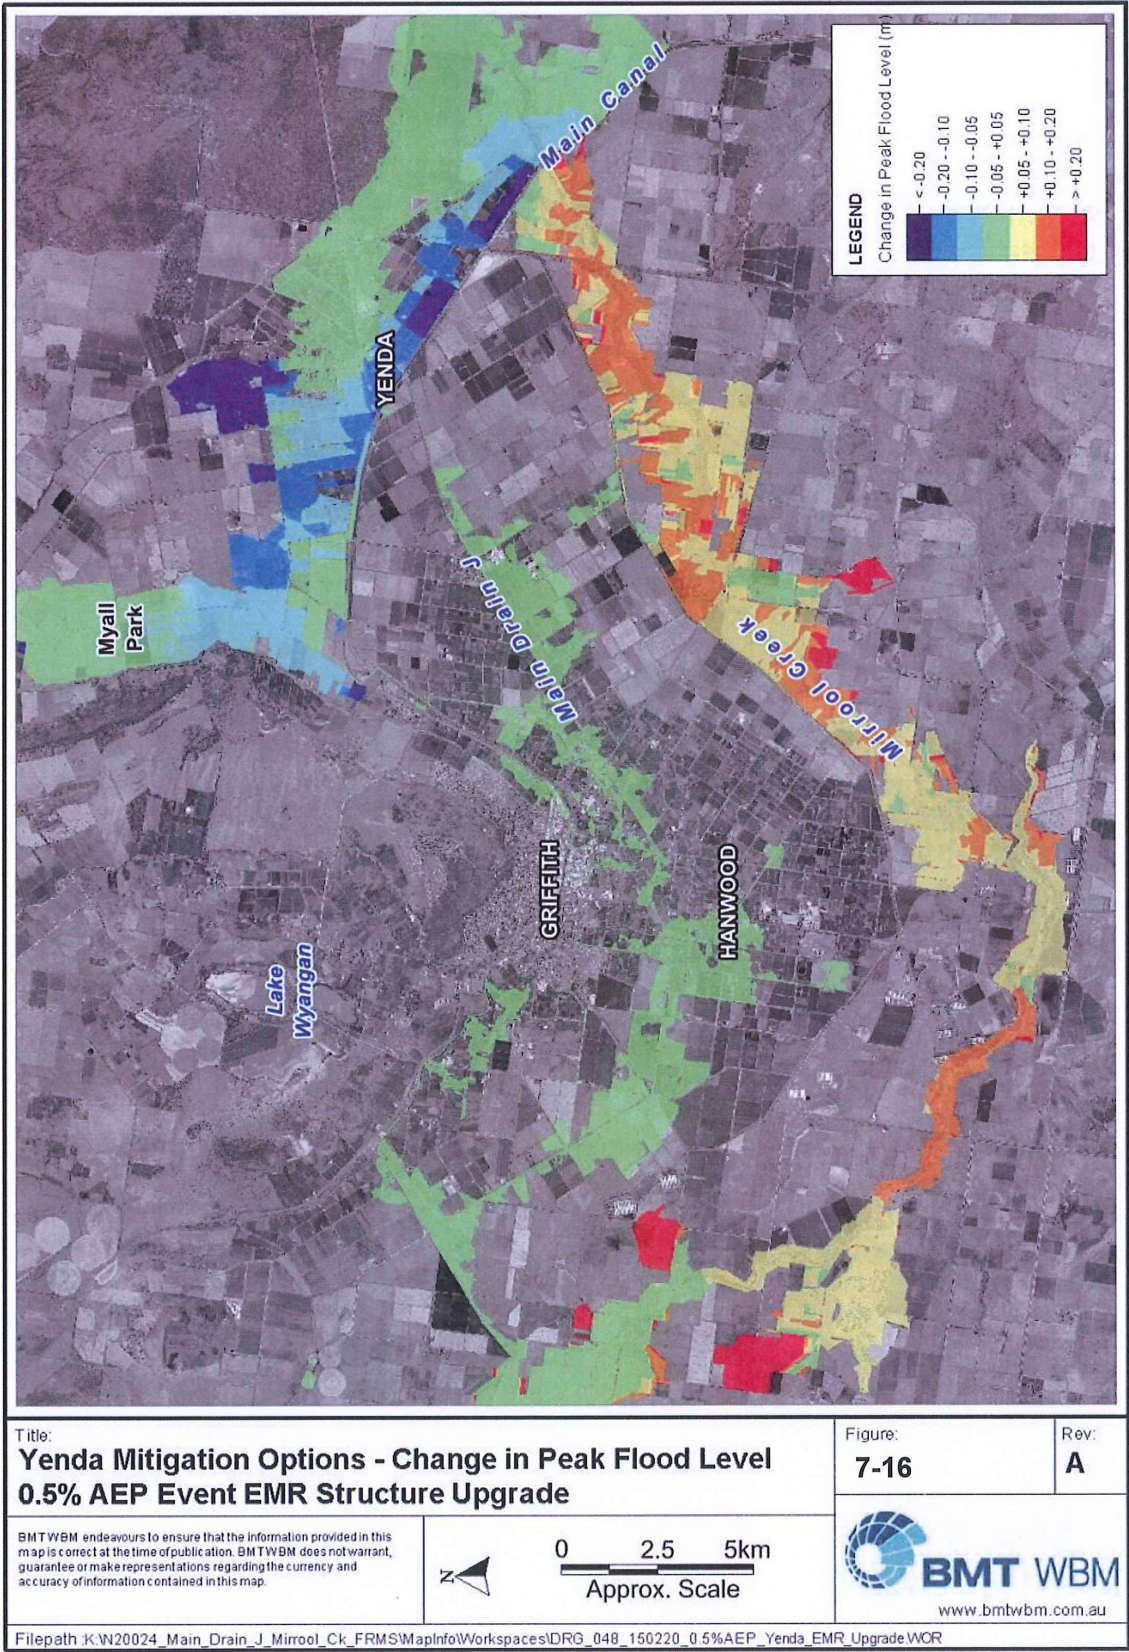 Main Canal
YENDA
Myall
Park
Main Drain J
Mirrool Creek
GRIFFITH
HANWOOD
Lake
Wyangan
LEGEND
Change in Peak Flood Level (m)
< -0.20
-0.20 - -0.10
-0.10 - -0.05
-0.05 - +0.05
+0.05 - +0.10
+0.10 - +0.20
> +0.20
Title:
Yenda Mitigation Options - Change in Peak Flood Level
0.5% AEP Event EMR Structure Upgrade
Figure:
7-16
Rev:
A
BMT WBM endeavours to ensure that the information provided in this
map is correct at the time of publication. BMT WBM does not warrant,
guarantee or make representations regarding the currency and
accuracy of information contained in this map.
N
0 2.5 5km
Approx. Scale
BMT WBM
www.bmtwbm.com.au
Filepath :K:\N20024_Main_Drain_J_Mirrool_Ck_FRMS\MapInfo\Workspaces\DRG_048_150220_0.5%AEP_Yenda_EMR_Upgrade.WOR